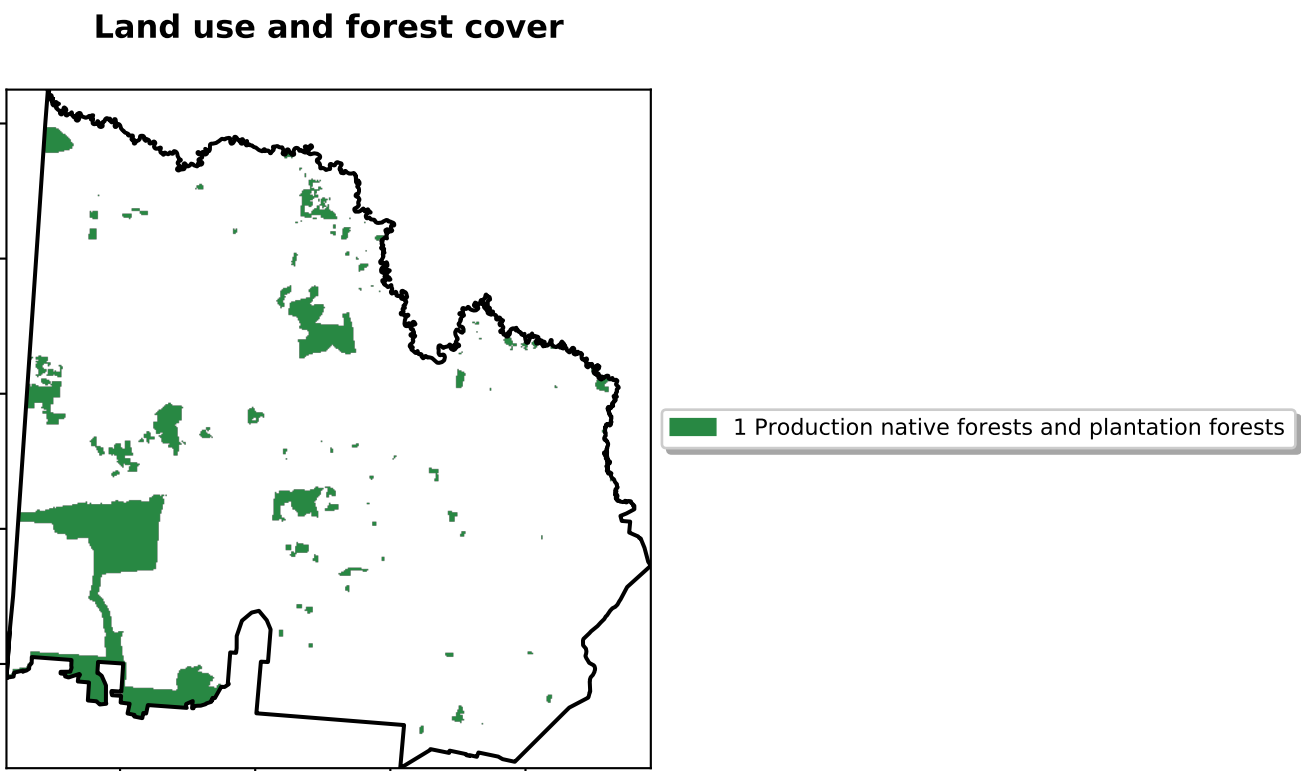 Land use and forest cover
1 Production native forests and plantation forests